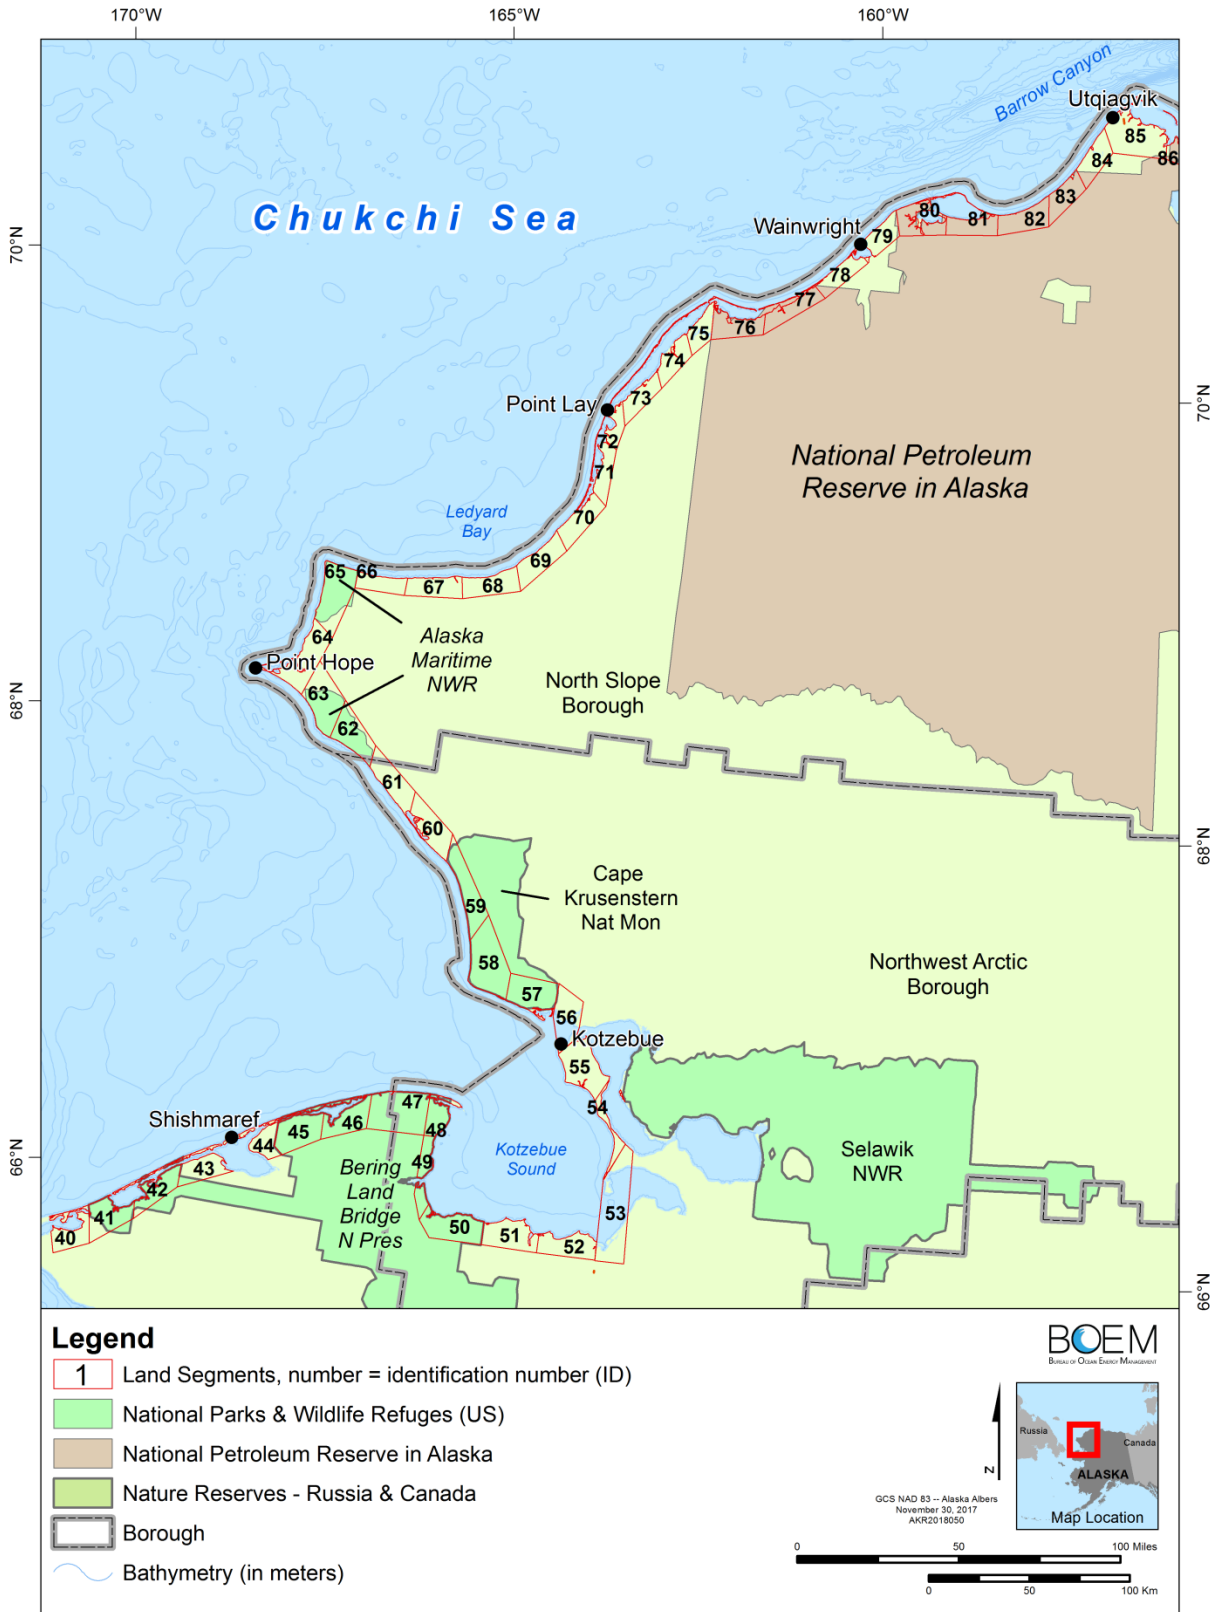 170°W
165°W
160°W
Barrow Canyon
Utqiagvik
85
84
86
83
Chukchi Sea
80
Wainwright
81
82
79
70°N
78
77
76
75
74
Point Lay
73
70°N
72
National Petroleum
Reserve in Alaska
71
Ledyard
Bay
70
69
65
66
67
68
64
Alaska
Maritime
NWR
Point Hope
North Slope
Borough
63
68°N
62
61
60
68°N
Cape
Krusenstern
Nat Mon
59
58
Northwest Arctic
Borough
57
56
Kotzebue
55
54
47
Shishmaref
46
45
48
44
Kotzebue
Sound
Selawik
NWR
66°N
43
49
Bering
Land
Bridge
N Pres
42
41
53
40
50
51
52
66°N
Legend
1
Land Segments, number = identification number (ID)
National Parks & Wildlife Refuges (US)
National Petroleum Reserve in Alaska
Nature Reserves - Russia & Canada
Borough
Bathymetry (in meters)
BOEM
Bureau of Ocean Energy Management
Russia
Canada
ALASKA
Map Location
N
GCS NAD 83 -- Alaska Albers
November 30, 2017
AKR2018050
0 50 100 Miles
0 50 100 Km